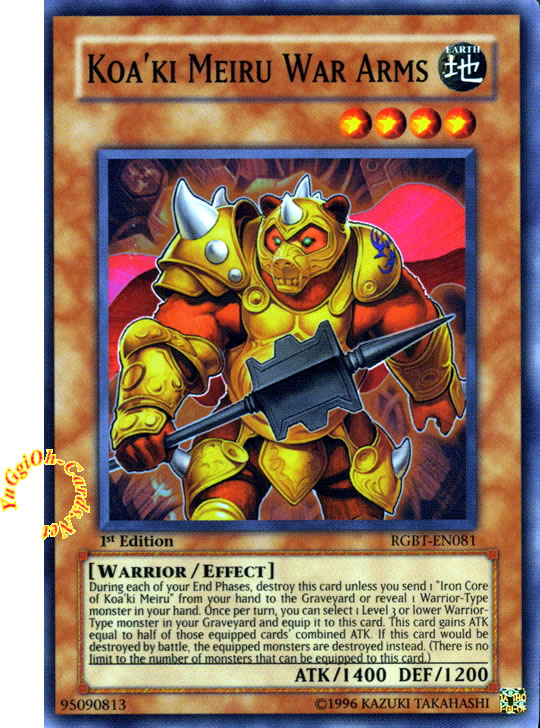 Koa'ki Meiru War Arms
EARTH
地
YuGgiOh-Cards.Net
1st Edition
RGBT-EN081
[Warrior / Effect]
During each of your End Phases, destroy this card unless you send 1 "Iron Core
of Koa'ki Meiru" from your hand to the Graveyard or reveal 1 Warrior-Type
monster in your hand. Once per turn, you can select 1 Level 3 or lower Warrior-
Type monster in your Graveyard and equip it to this card. This card gains ATK
equal to half of those equipped cards' combined ATK. If this card would be
destroyed by battle, the equipped monsters are destroyed instead. (There is no
limit to the number of monsters that can be equipped to this card.)
ATK/1400 DEF/1200
95090813
©1996 KAZUKI TAKAHASHI